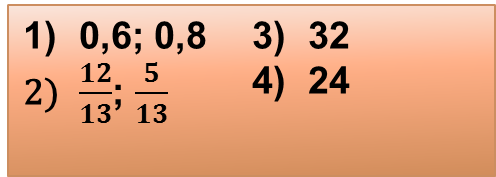 1) 0,6; 0,8
2) 12/13; 5/13
3) 32
4) 24